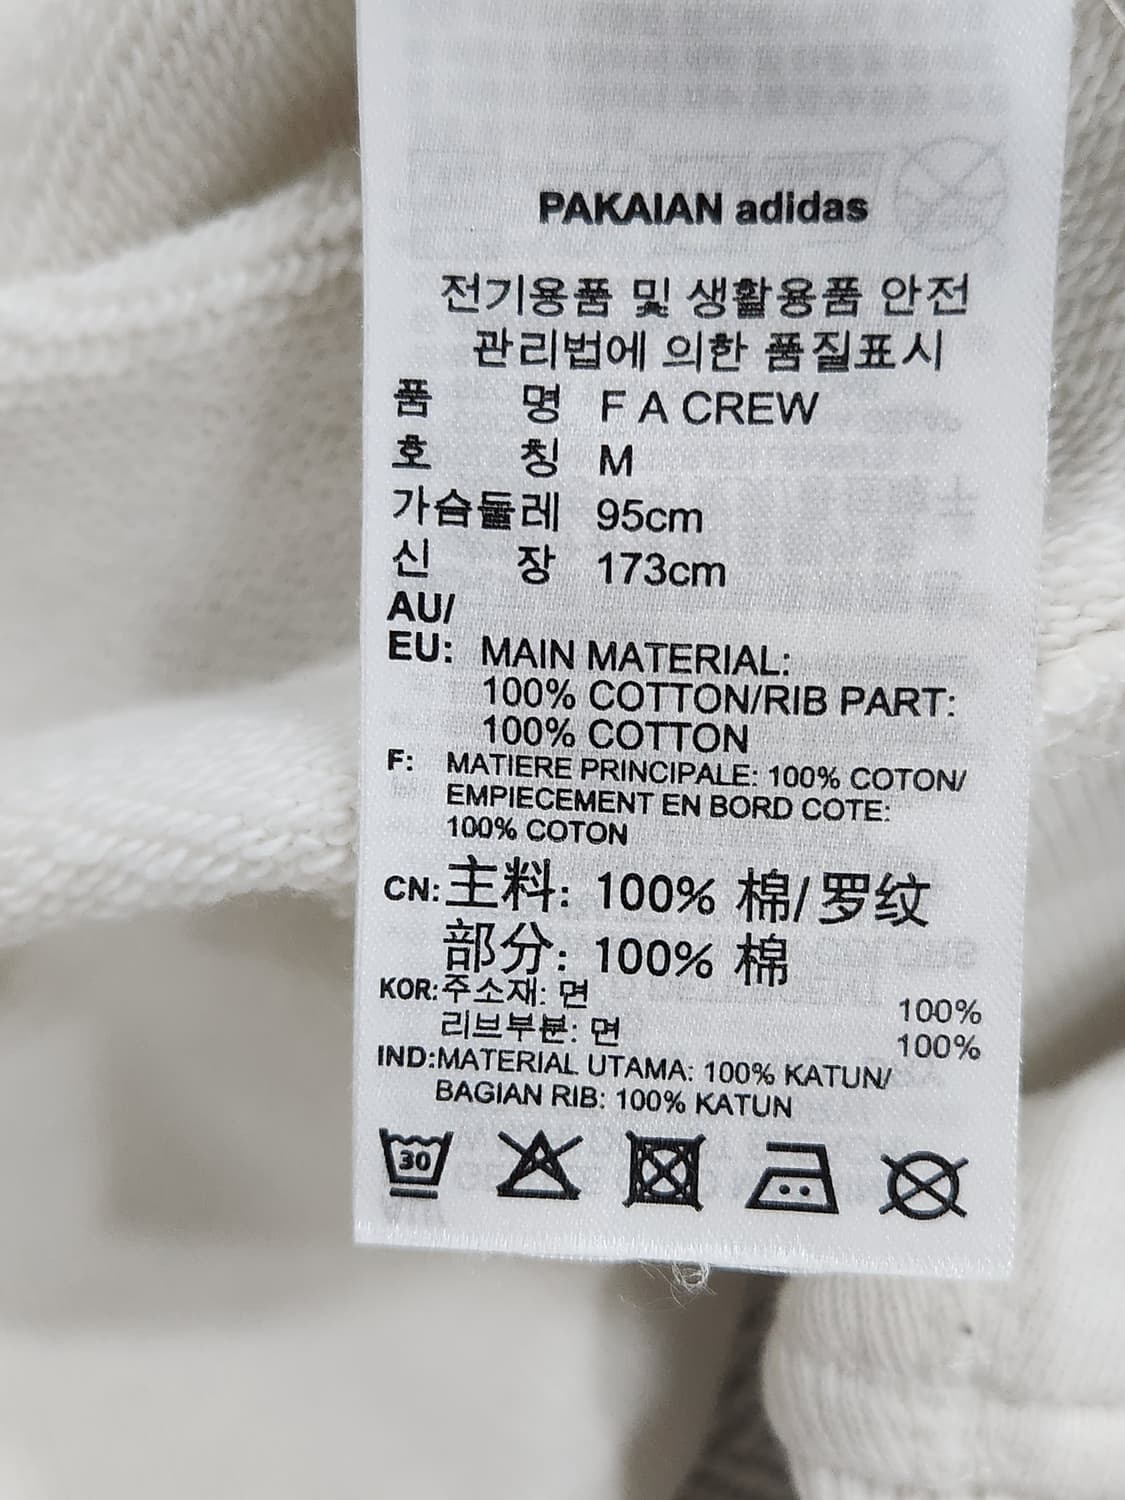 PAKAIAN adidas
전기용품 및 생활용품 안전
관리법에 의한 품질표시
품 명 F A CREW
호 칭 M
가슴둘레 95cm
신 장 173cm
AU/
EU: MAIN MATERIAL:
100% COTTON/RIB PART:
100% COTTON
F: MATIERE PRINCIPALE: 100% COTON/
EMPIECEMENT EN BORD COTE:
100% COTON
CN: 主料: 100% 棉/罗纹
部分: 100% 棉
KOR: 주소재: 면 100%
리브부분: 면 100%
IND: MATERIAL UTAMA: 100% KATUN/
BAGIAN RIB: 100% KATUN
30